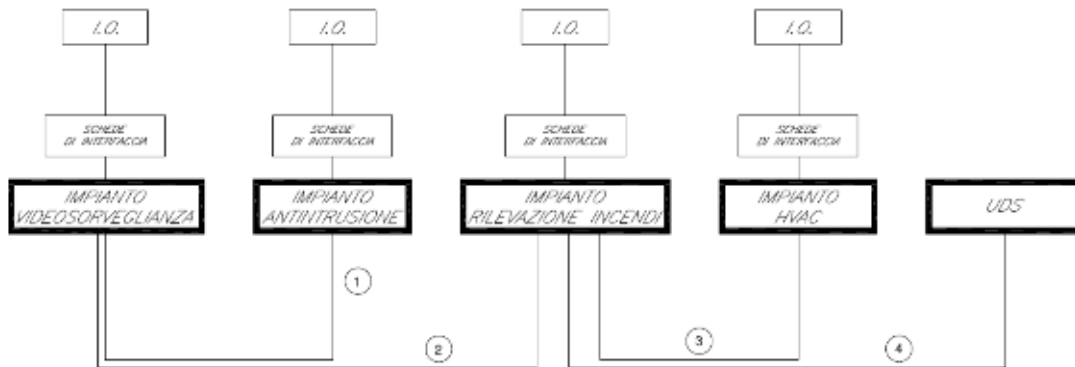 I.O.
I.O.
I.O.
I.O.
SCHEDE
DI INTERFACCIA
SCHEDE
DI INTERFACCIA
SCHEDE
DI INTERFACCIA
SCHEDE
DI INTERFACCIA
IMPIANTO
VIDEOSORVEGLIANZA
IMPIANTO
ANTINTRUSIONE
IMPIANTO
RILEVAZIONE INCENDI
IMPIANTO
HVAC
UDS
1
2
3
4